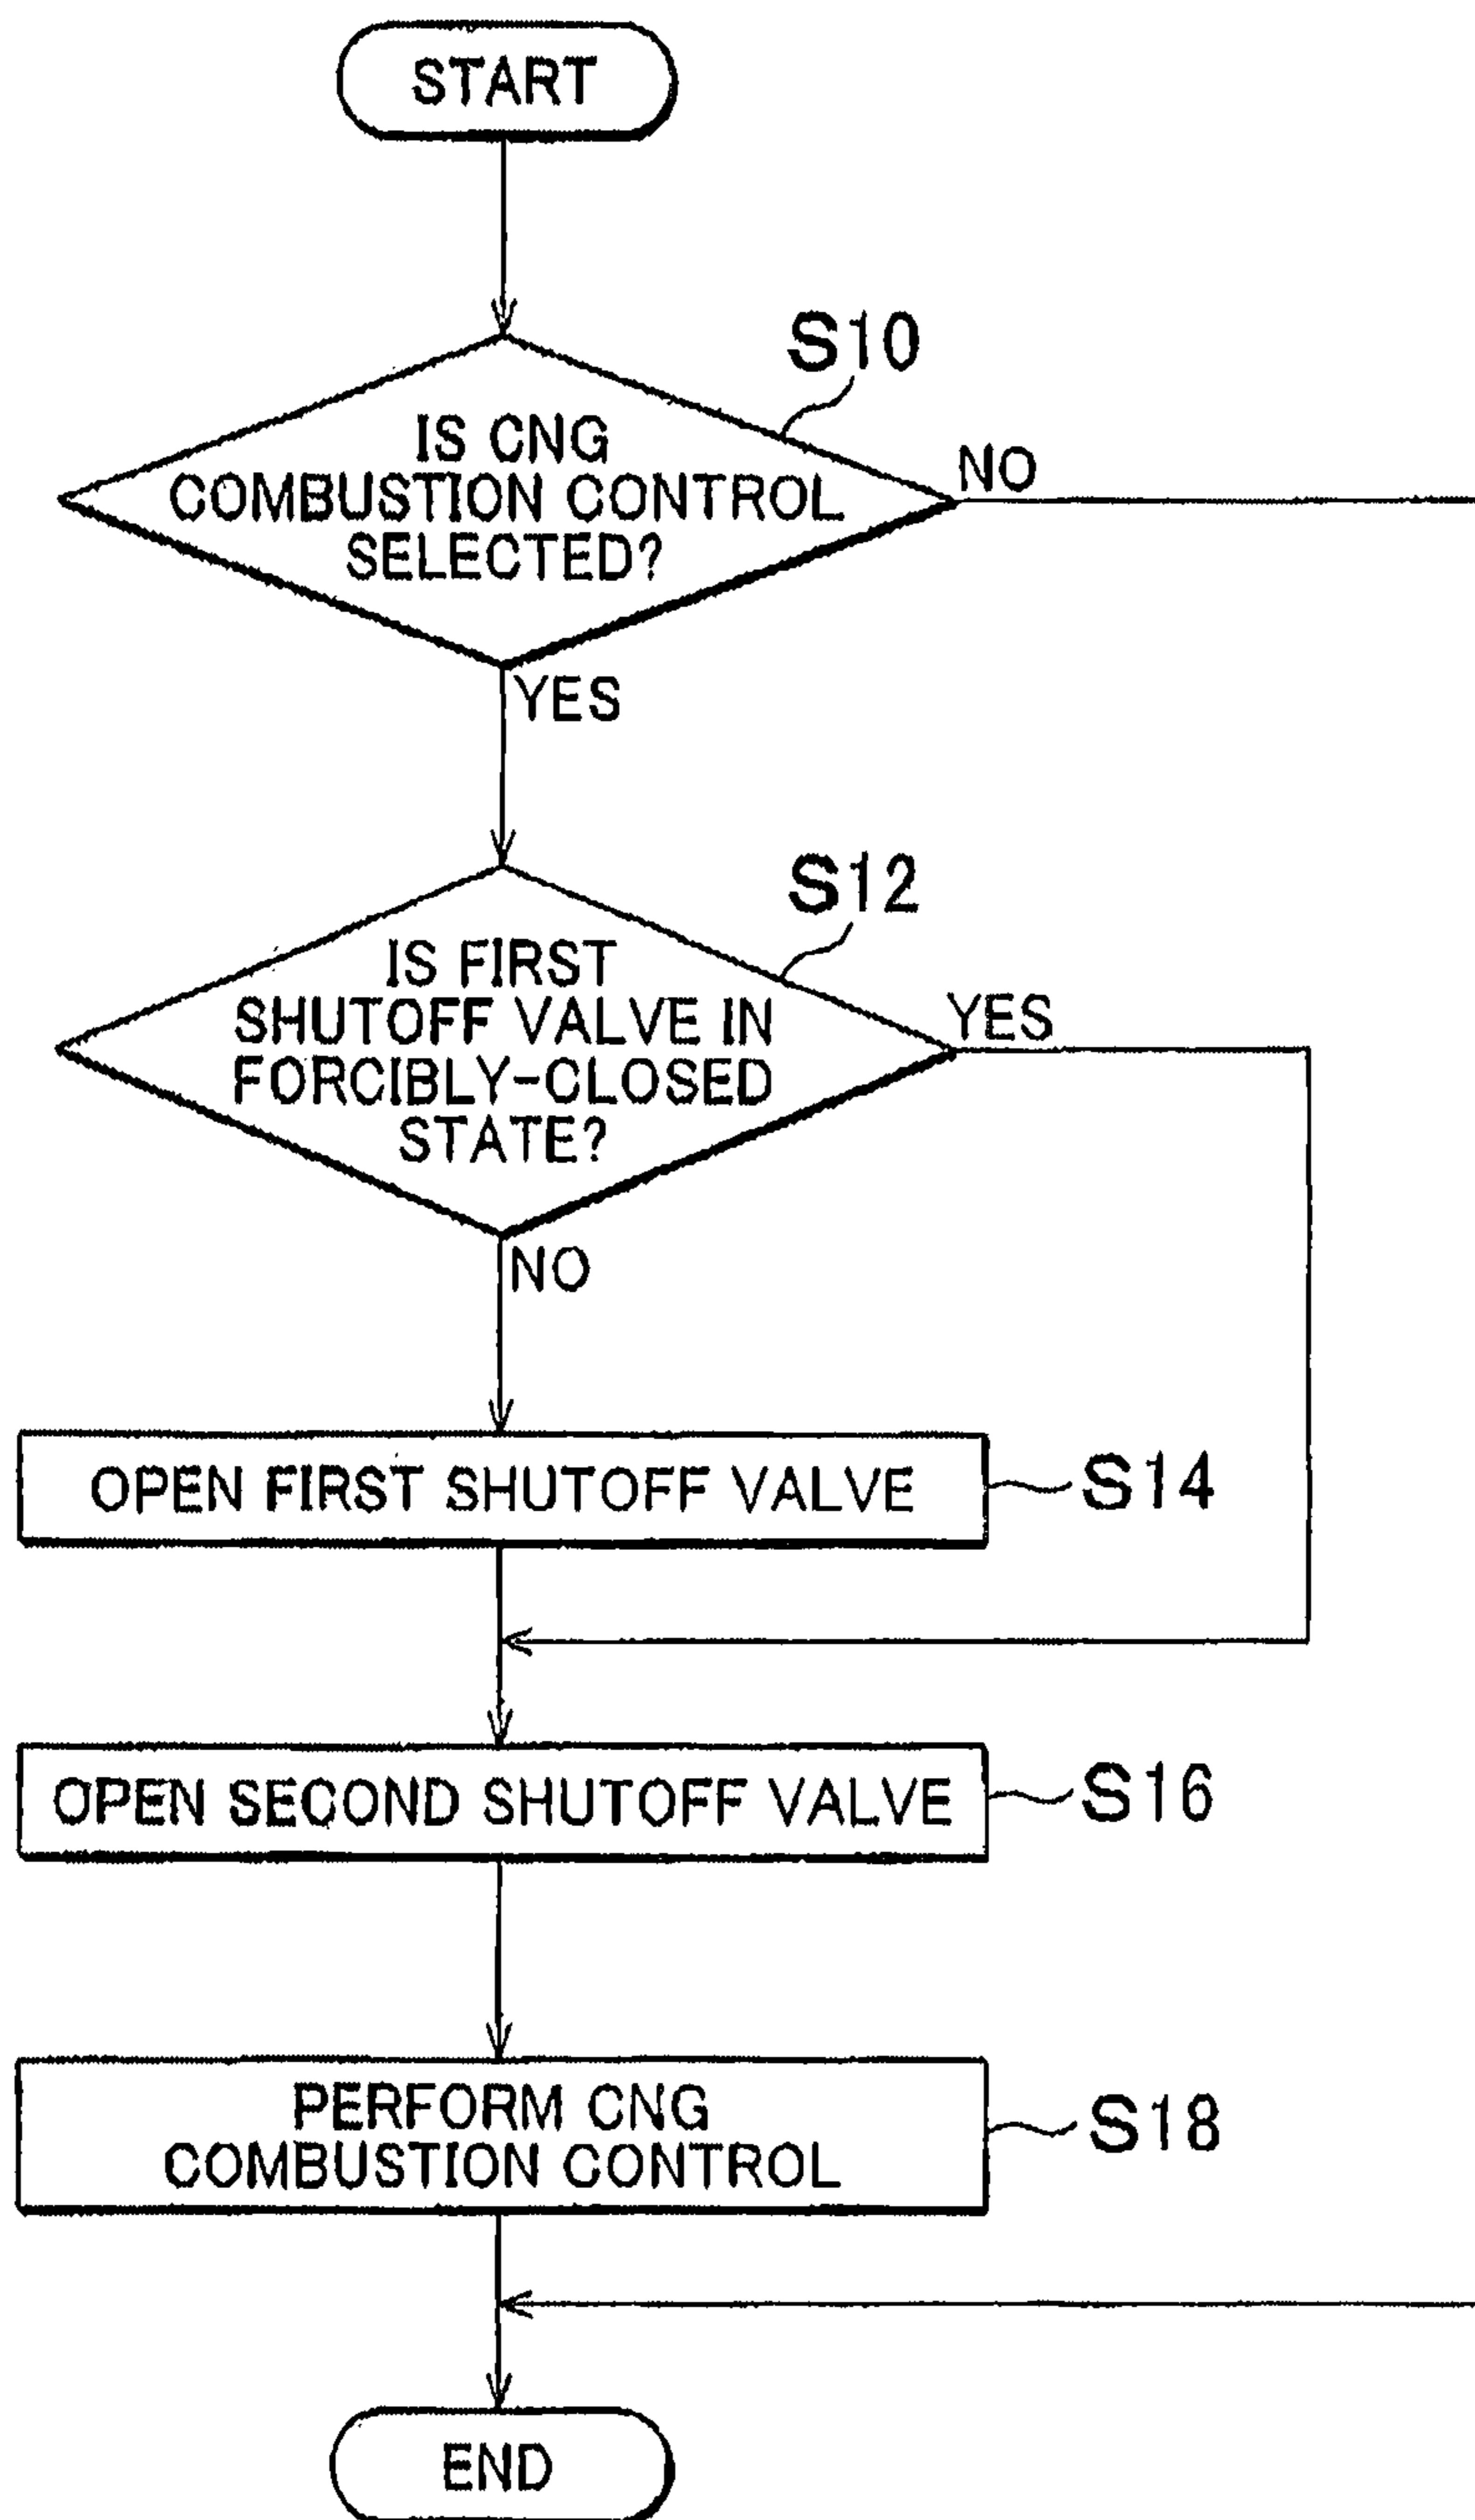 START
S10
IS CNG
COMBUSTION CONTROL
SELECTED?
NO
YES
S12
IS FIRST
SHUTOFF VALVE IN
FORCIBLY-CLOSED
STATE?
YES
NO
OPEN FIRST SHUTOFF VALVE
S14
OPEN SECOND SHUTOFF VALVE
S16
PERFORM CNG
COMBUSTION CONTROL
S18
END